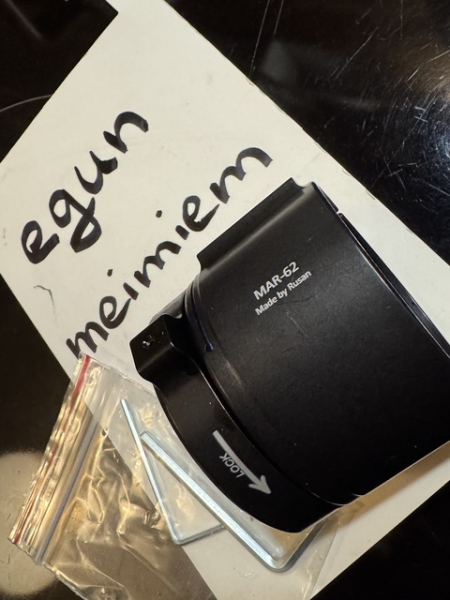 egun
meimiem
MAR-62
Made by Rusan
LOCK